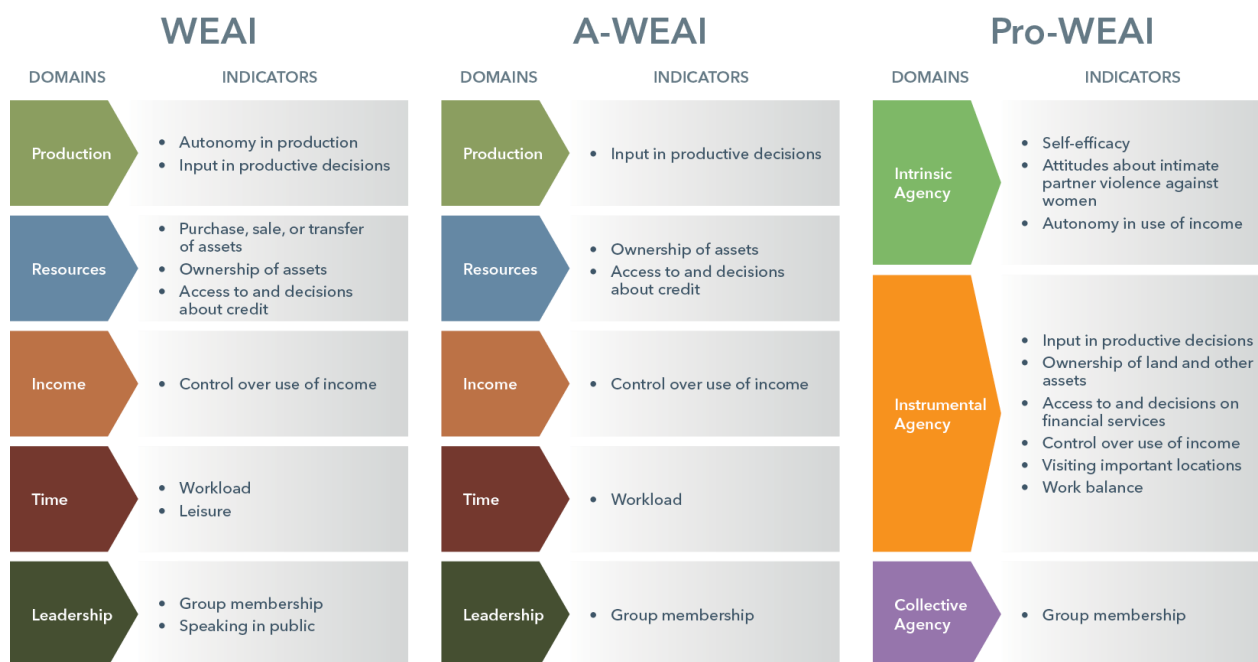 WEAI
DOMAINS
INDICATORS
Production
• Autonomy in production
• Input in productive decisions
Resources
• Purchase, sale, or transfer
of assets
• Ownership of assets
• Access to and decisions
about credit
Income
• Control over use of income
Time
• Workload
• Leisure
Leadership
• Group membership
• Speaking in public
A-WEAI
DOMAINS
INDICATORS
Production
• Input in productive decisions
Resources
• Ownership of assets
• Access to and decisions
about credit
Income
• Control over use of income
Time
• Workload
Leadership
• Group membership
Pro-WEAI
DOMAINS
INDICATORS
Intrinsic
Agency
• Self-efficacy
• Attitudes about intimate
partner violence against
women
• Autonomy in use of income
Instrumental
Agency
• Input in productive decisions
• Ownership of land and other
assets
• Access to and decisions on
financial services
• Control over use of income
• Visiting important locations
• Work balance
Collective
Agency
• Group membership